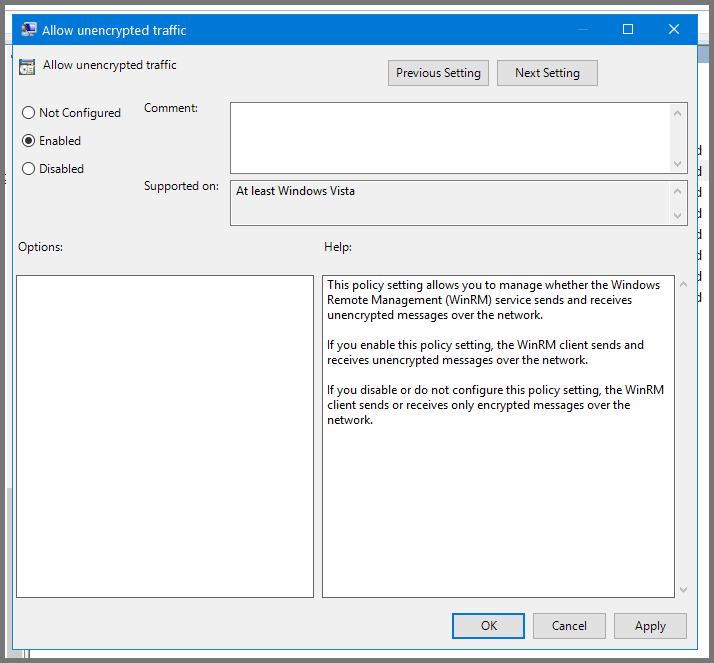 Allow unencrypted traffic
Allow unencrypted traffic
Previous Setting
Next Setting
Not Configured
Comment:
Enabled
Disabled
Supported on:
At least Windows Vista
Options:
Help:
This policy setting allows you to manage whether the Windows
Remote Management (WinRM) service sends and receives
unencrypted messages over the network.
If you enable this policy setting, the WinRM client sends and
receives unencrypted messages over the network.
If you disable or do not configure this policy setting, the WinRM
client sends or receives only encrypted messages over the
network.
OK
Cancel
Apply